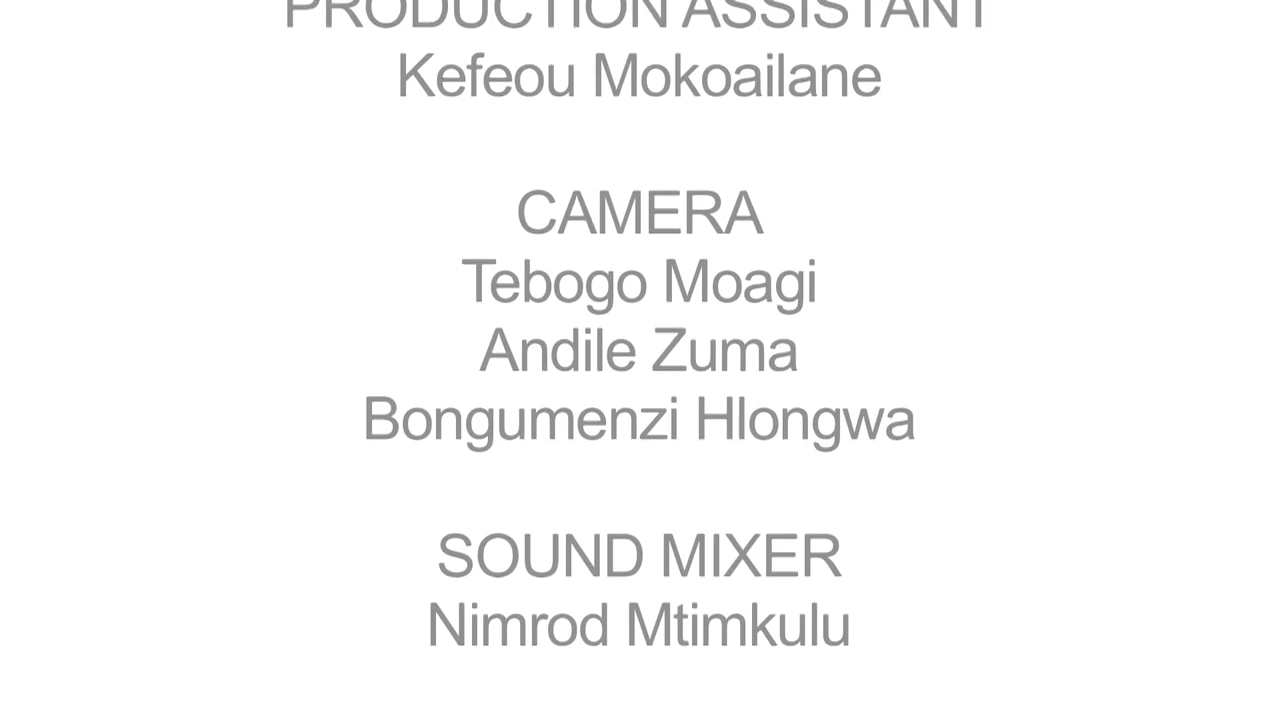 PRODUCTION ASSISTANT
Kefeou Mokoailane
CAMERA
Tebogo Moagi
Andile Zuma
Bongumenzi Hlongwa
SOUND MIXER
Nimrod Mtimkulu